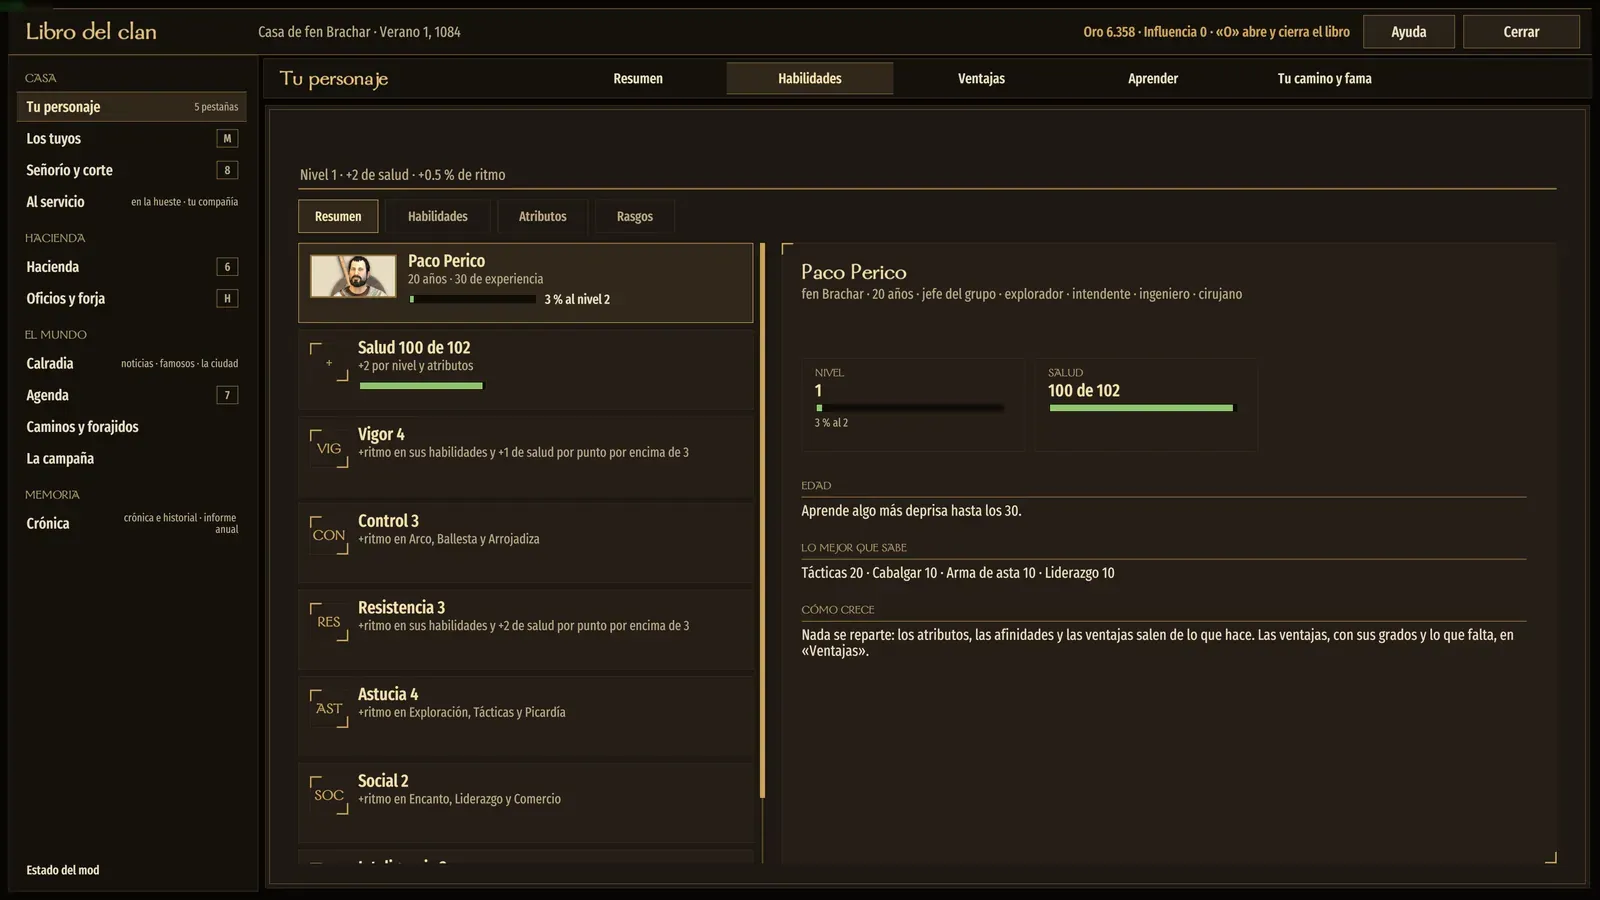 Libro del clan
Casa de fen Brachar · Verano 1, 1084
Oro 6.358 · Influencia 0 · «O» abre y cierra el libro
Ayuda
Cerrar
CASA
Tu personaje
5 pestañas
Los tuyos
M
Señorío y corte
8
Al servicio
en la hueste · tu compañía
HACIENDA
Hacienda
6
Oficios y forja
H
EL MUNDO
Calradia
noticias · famosos · la ciudad
Agenda
7
Caminos y forajidos
La campaña
MEMORIA
Crónica
crónica e historial · informe
anual
Estado del mod
Tu personaje
Resumen
Habilidades
Ventajas
Aprender
Tu camino y fama
Nivel 1 · +2 de salud · +0.5 % de ritmo
Resumen
Habilidades
Atributos
Rasgos
Paco Perico
20 años · 30 de experiencia
3 % al nivel 2
+
Salud 100 de 102
+2 por nivel y atributos
VIG
Vigor 4
+ritmo en sus habilidades y +1 de salud por punto por encima de 3
CON
Control 3
+ritmo en Arco, Ballesta y Arrojadiza
RES
Resistencia 3
+ritmo en sus habilidades y +2 de salud por punto por encima de 3
AST
Astucia 4
+ritmo en Exploración, Tácticas y Picardía
SOC
Social 2
+ritmo en Encanto, Liderazgo y Comercio
Paco Perico
fen Brachar · 20 años · jefe del grupo · explorador · intendente · ingeniero · cirujano
NIVEL
1
3 % al 2
SALUD
100 de 102
EDAD
Aprende algo más deprisa hasta los 30.
LO MEJOR QUE SABE
Tácticas 20 · Cabalgar 10 · Arma de asta 10 · Liderazgo 10
CÓMO CRECE
Nada se reparte: los atributos, las afinidades y las ventajas salen de lo que hace. Las ventajas, con sus grados y lo que falta, en
«Ventajas».